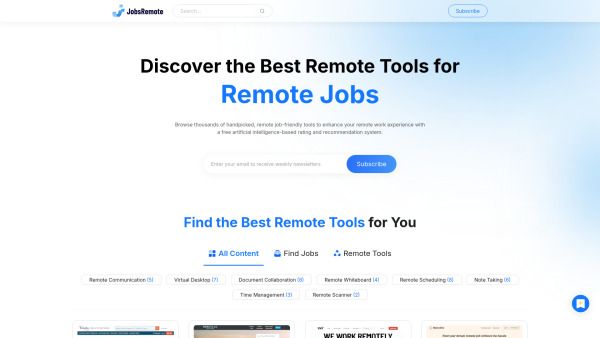 JobsRemote
Search...
Subscribe
Discover the Best Remote Tools for
Remote Jobs
Browse thousands of handpicked, remote job-friendly tools to enhance your remote work experience with
a free artificial intelligence-based rating and recommendation system.
Enter your email to receive weekly newsletters
Subscribe
Find the Best Remote Tools for You
All Content
Find Jobs
Remote Tools
Remote Communication (5)
Virtual Desktop (7)
Document Collaboration (8)
Remote Whiteboard (4)
Remote Scheduling (8)
Note Taking (6)
Time Management (3)
Remote Scanner (2)
WE WORK REMOTELY